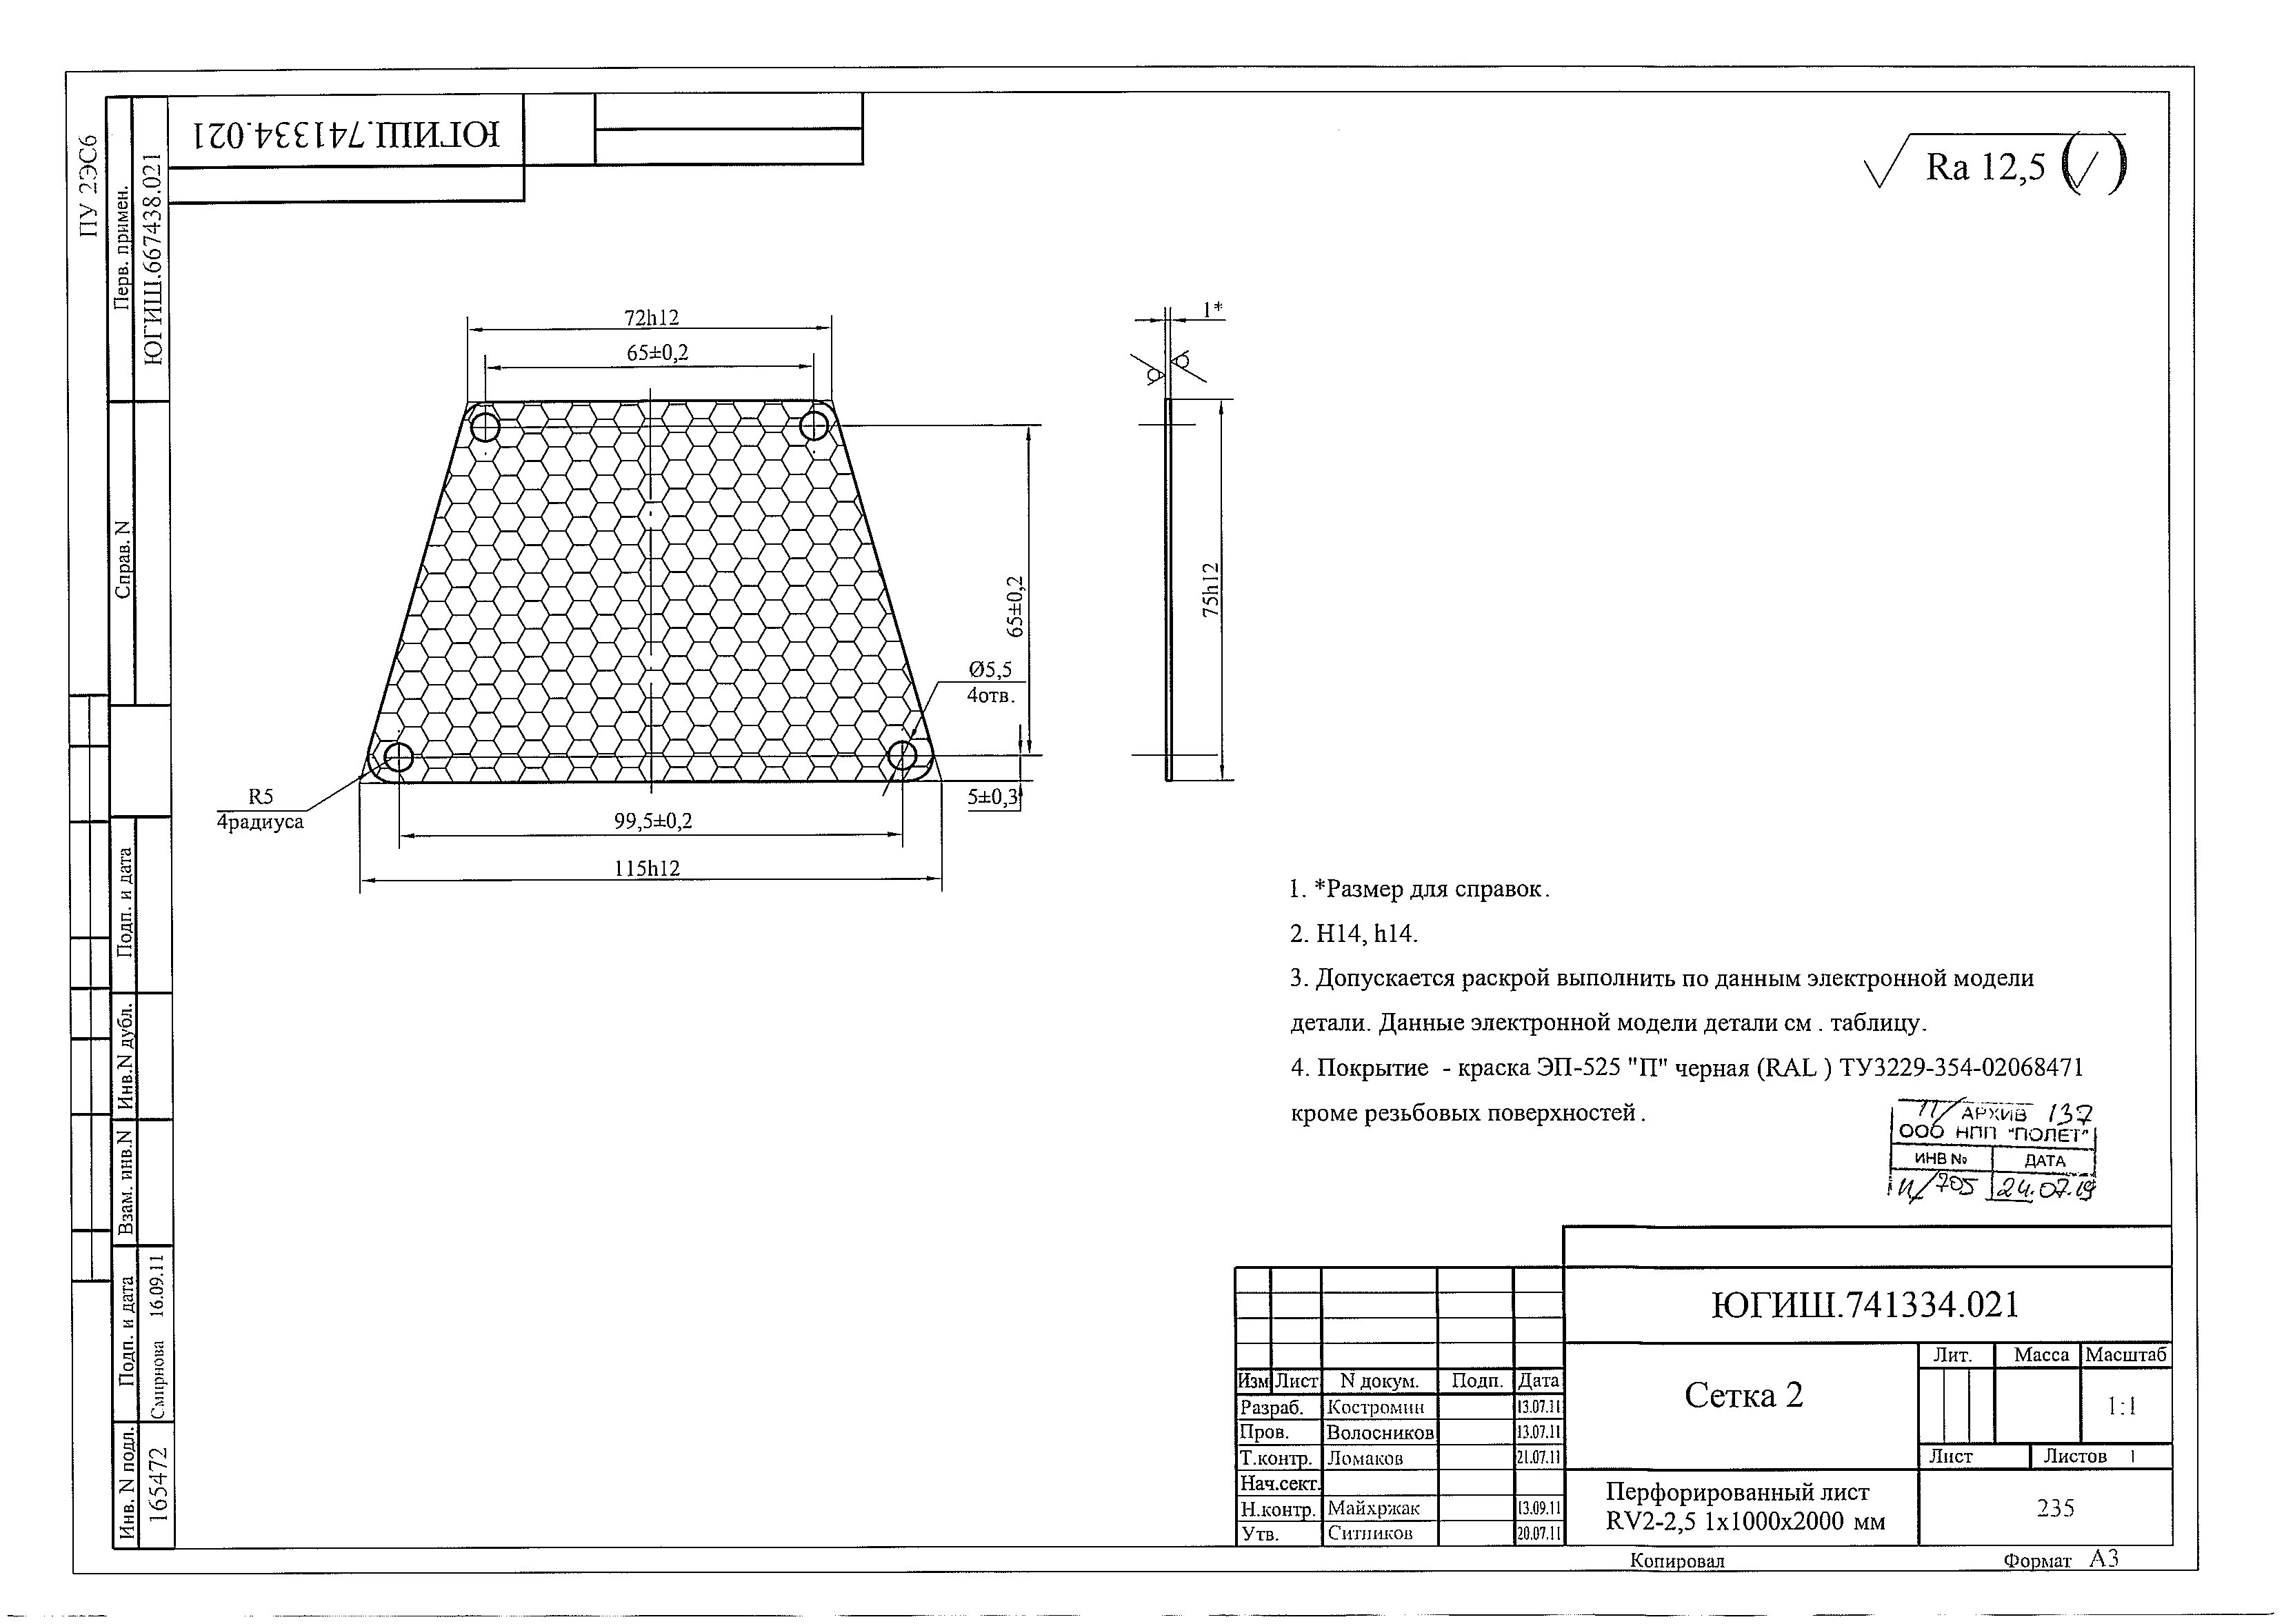 ЮГИШ.741334.021
ПУ 2ЭС6
Перв. примен.
ЮГИШ.667438.021
Справ. N
Подп. и дата
Инв.N дубл.
Взам. инв.N
Подп. и дата
Смирнова 16.09.11
Инв. N подл.
165472
Ra 12,5
72h12
65±0,2
1*
65±0,2
75h12
Ø5,5
4отв.
R5
4радиуса
5±0,3
99,5±0,2
115h12
1. *Размер для справок.
2. H14, h14.
3. Допускается раскрой выполнить по данным электронной модели
детали. Данные электронной модели детали см . таблицу.
4. Покрытие - краска ЭП-525 "П" черная (RAL ) ТУ3229-354-02068471
кроме резьбовых поверхностей .
П/ АРХИВ 137
ООО НПП "ПОЛЕТ"
ИНВ № ДАТА
И/705 24.07.19
ЮГИШ.741334.021
Изм Лист N докум. Подп. Дата
Разраб. Костромин 13.07.11
Пров. Волосников 13.07.11
Т.контр. Ломаков 21.07.11
Нач.сект.
Н.контр. Майхржак 13.09.11
Утв. Ситников 20.07.11
Сетка 2
Лит. Масса Масштаб
1:1
Лист Листов 1
Перфорированный лист
RV2-2,5 1х1000х2000 мм
235
Копировал Формат А3